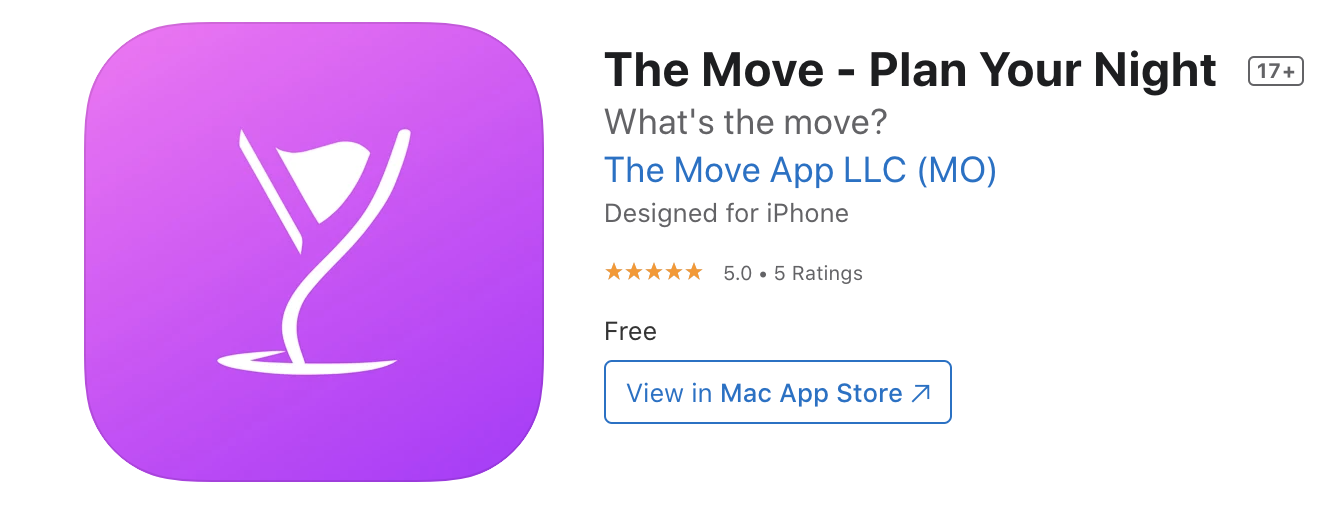 The Move - Plan Your Night 17+
What's the move?
The Move App LLC (MO)
Designed for iPhone
★★★★★ 5.0 • 5 Ratings
Free
View in Mac App Store ↗